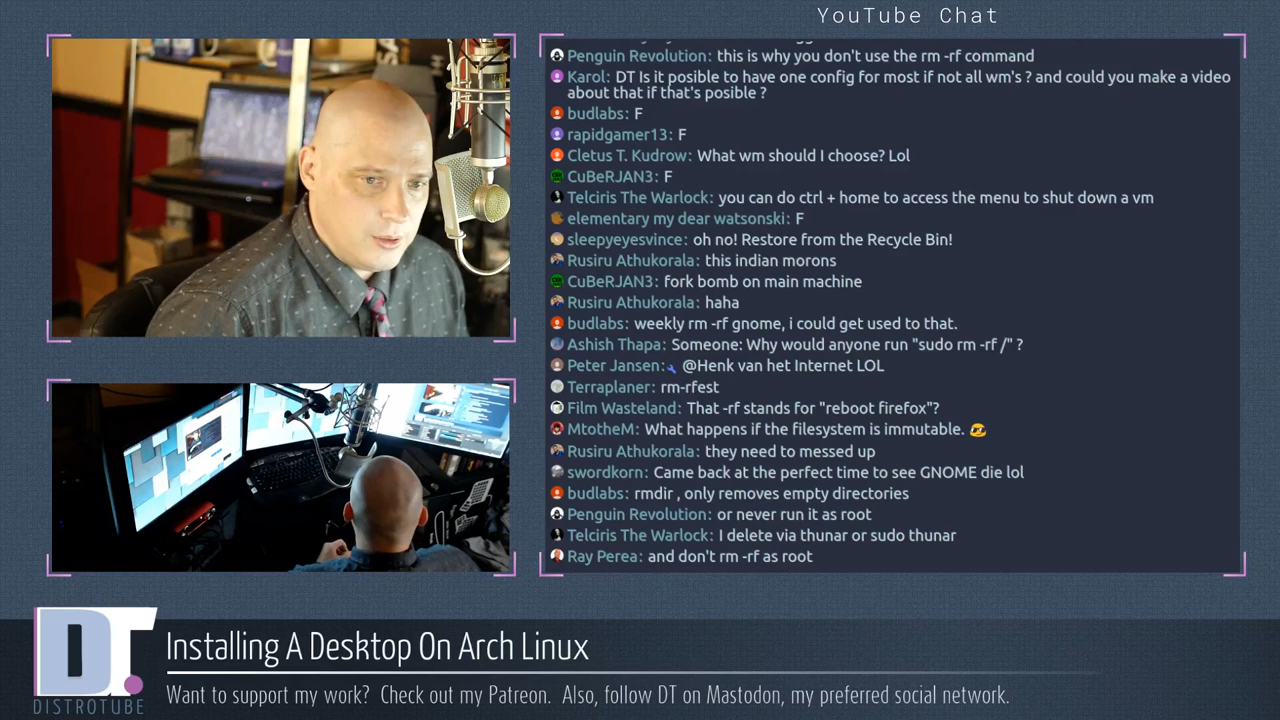 YouTube Chat
Penguin Revolution: this is why you don't use the rm -rf command
Karol: DT Is it posible to have one config for most if not all wm's ? and could you make a video
about that if that's posible ?
budlabs: F
rapidgamer13: F
Cletus T. Kudrow: What wm should I choose? Lol
CuBeRJAN3: F
Telciris The Warlock: you can do ctrl + home to access the menu to shut down a vm
elementary my dear watsonski: F
sleepyeyesvince: oh no! Restore from the Recycle Bin!
Rusiru Athukorala: this indian morons
CuBeRJAN3: fork bomb on main machine
Rusiru Athukorala: haha
budlabs: weekly rm -rf gnome, i could get used to that.
Ashish Thapa: Someone: Why would anyone run "sudo rm -rf /" ?
Peter Jansen: @Henk van het Internet LOL
Terraplaner: rm-rfest
Film Wasteland: That -rf stands for "reboot firefox"?
MtotheM: What happens if the filesystem is immutable. 
Rusiru Athukorala: they need to messed up
swordkorn: Came back at the perfect time to see GNOME die lol
budlabs: rmdir , only removes empty directories
Penguin Revolution: or never run it as root
Telciris The Warlock: I delete via thunar or sudo thunar
Ray Perea: and don't rm -rf as root
DT
DISTROTUBE
Installing A Desktop On Arch Linux
Want to support my work? Check out my Patreon. Also, follow DT on Mastodon, my preferred social network.